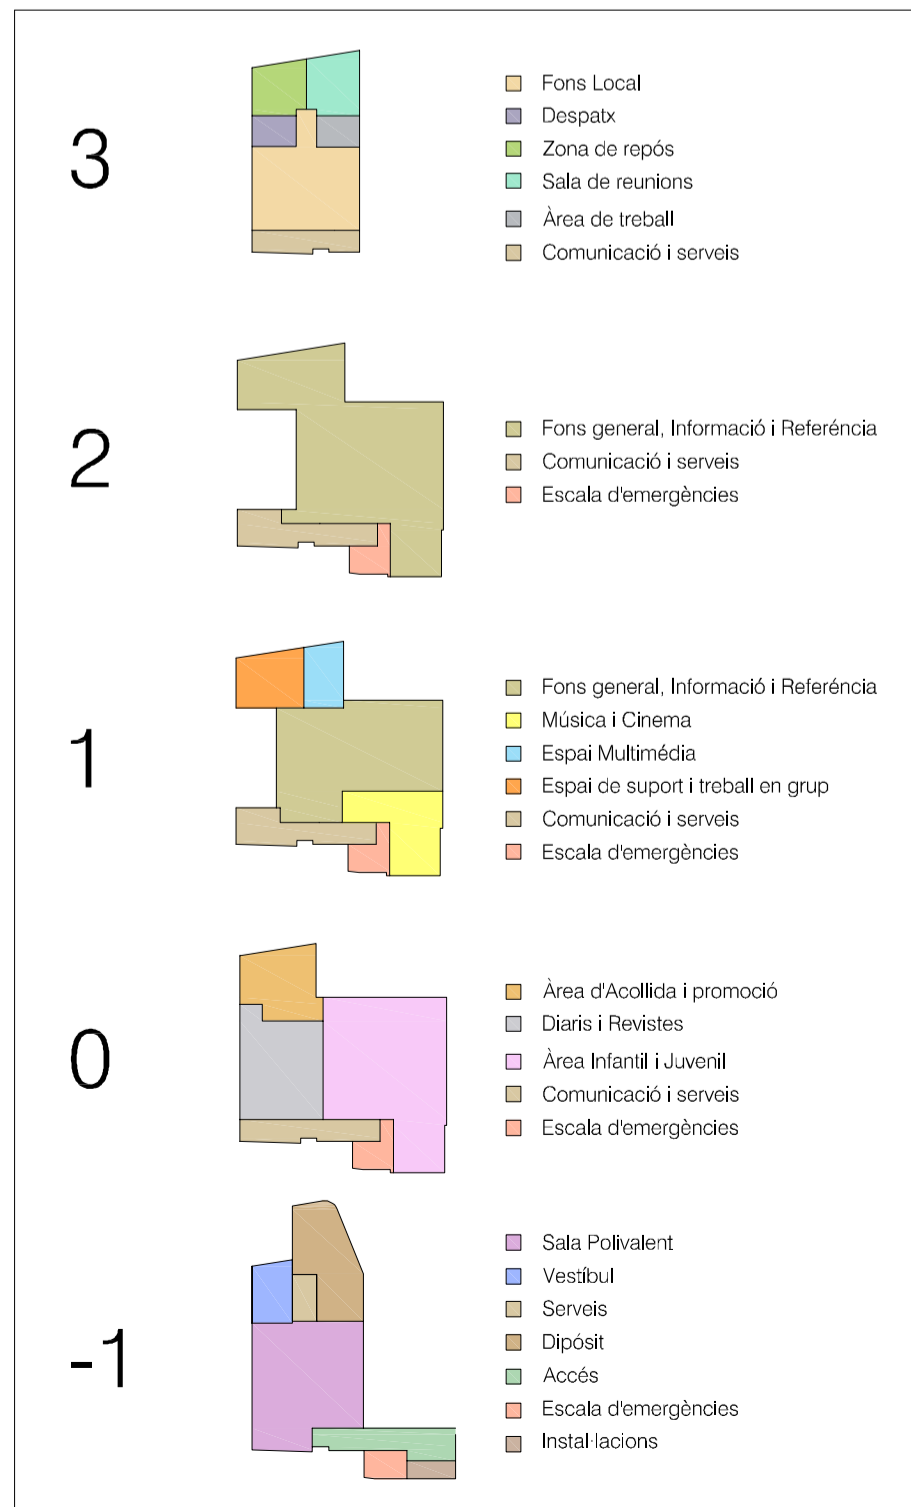 3
Fons Local
Despatx
Zona de repós
Sala de reunions
Àrea de treball
Comunicació i serveis
2
Fons general, Informació i Referéncia
Comunicació i serveis
Escala d'emergències
1
Fons general, Informació i Referéncia
Música i Cinema
Espai Multimédia
Espai de suport i treball en grup
Comunicació i serveis
Escala d'emergències
0
Àrea d'Acollida i promoció
Diaris i Revistes
Àrea Infantil i Juvenil
Comunicació i serveis
Escala d'emergències
-1
Sala Polivalent
Vestíbul
Serveis
Dipósit
Accés
Escala d'emergències
Instal·lacions